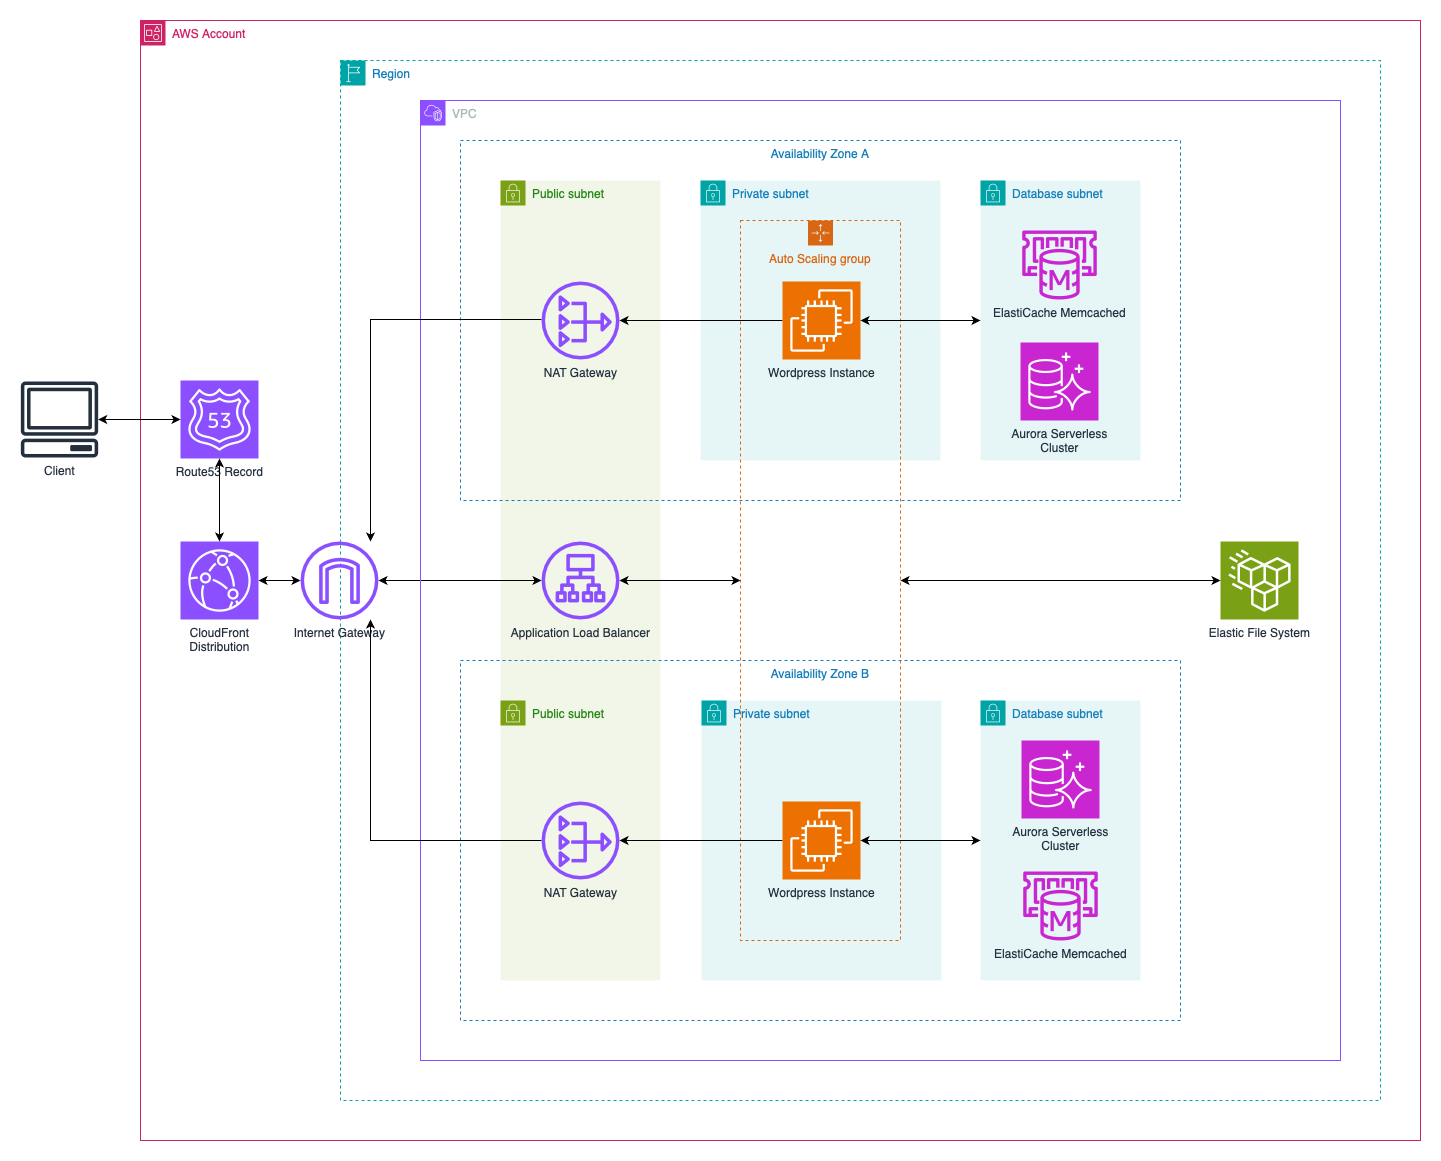 AWS Account
Region
VPC
Availability Zone A
Public subnet
Private subnet
Database subnet
Auto Scaling group
ElastiCache Memcached
NAT Gateway
Wordpress Instance
M
Aurora Serverless
Cluster
53
Client
Route53 Record
CloudFront
Distribution
Internet Gateway
Application Load Balancer
Elastic File System
Availability Zone B
Public subnet
Private subnet
Database subnet
Aurora Serverless
Cluster
NAT Gateway
Wordpress Instance
M
ElastiCache Memcached